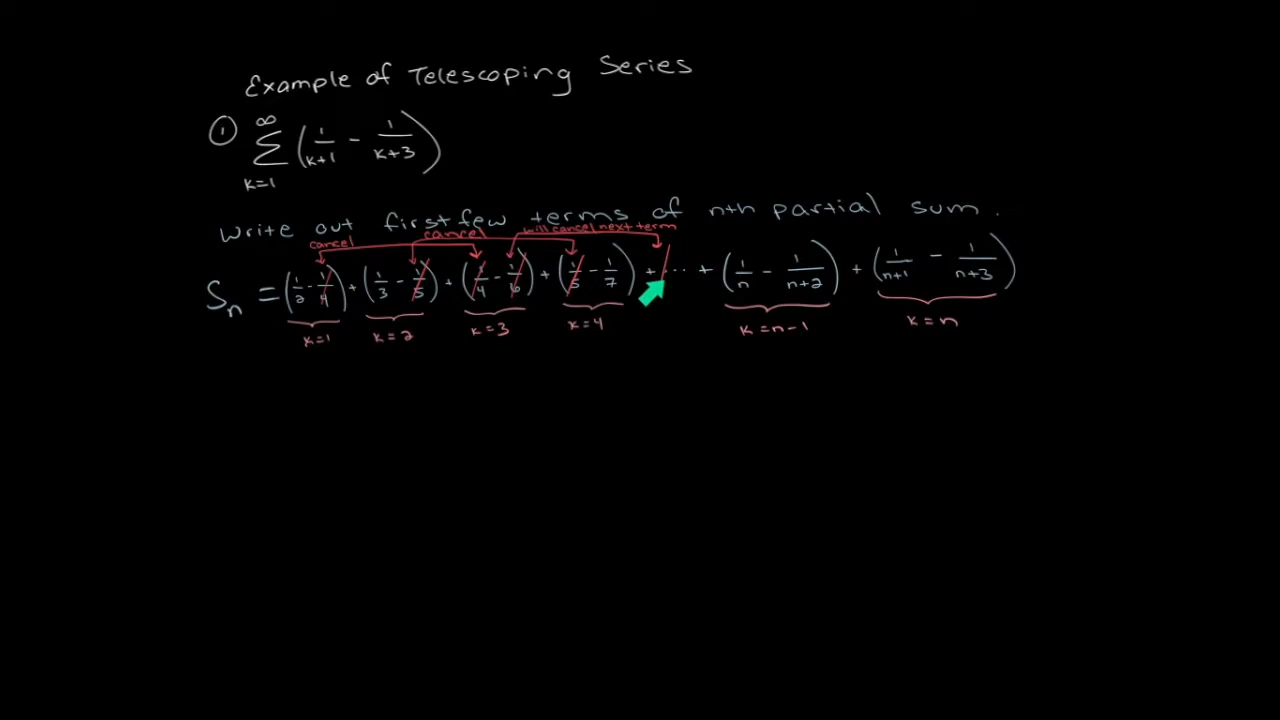 Example of Telescoping Series
① ∑_{k=1}^{∞} (1/(k+1) - 1/(k+3))
Write out first few terms of nth partial sum.
cancel cancel will cancel next term
Sₙ = (1/2 - 1/4) + (1/3 - 1/5) + (1/4 - 1/6) + (1/5 - 1/7) + ... + (1/n - 1/(n+2)) + (1/(n+1) - 1/(n+3))
k=1 k=2 k=3 k=4 k=n-1 k=n